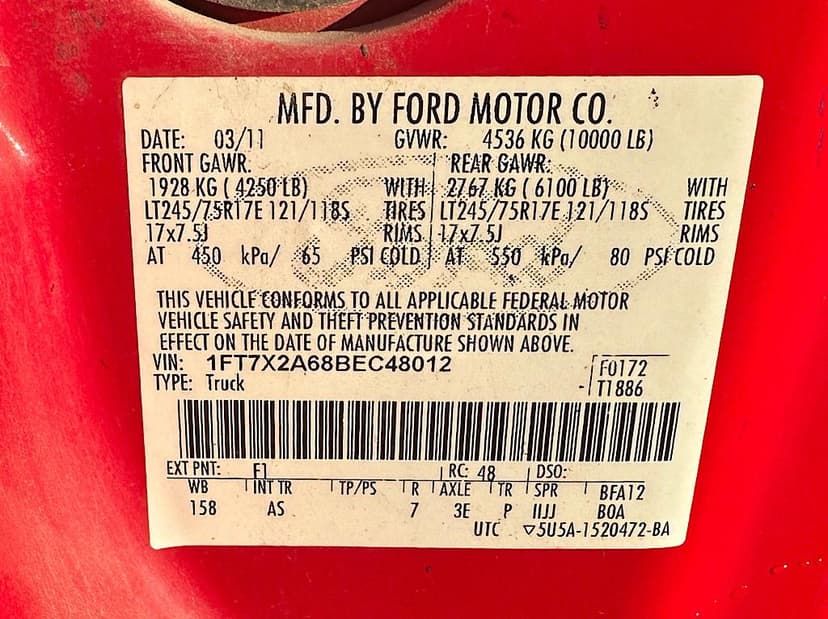 MFD. BY FORD MOTOR CO.
DATE: 03/11 GVWR: 4536 KG (10000 LB)
FRONT GAWR: REAR GAWR:
1928 KG ( 4250 LB) WITH 2767 KG ( 6100 LB) WITH
LT245/75R17E 121/118S TIRES LT245/75R17E 121/118S TIRES
17x7.5J RIMS 17x7.5J RIMS
AT 450 kPa/ 65 PSI COLD AT 550 kPa/ 80 PSI COLD
THIS VEHICLE CONFORMS TO ALL APPLICABLE FEDERAL MOTOR
VEHICLE SAFETY AND THEFT PREVENTION STANDARDS IN
EFFECT ON THE DATE OF MANUFACTURE SHOWN ABOVE.
VIN: 1FT7X2A68BEC48012 F0172
TYPE: Truck T1886
EXT PNT: F1 RC: 48 DSO:
WB INT TR TP/PS R AXLE TR SPR BFA12
158 AS 7 3E P IIJJ BOA
UTC ▽5U5A-1520472-BA